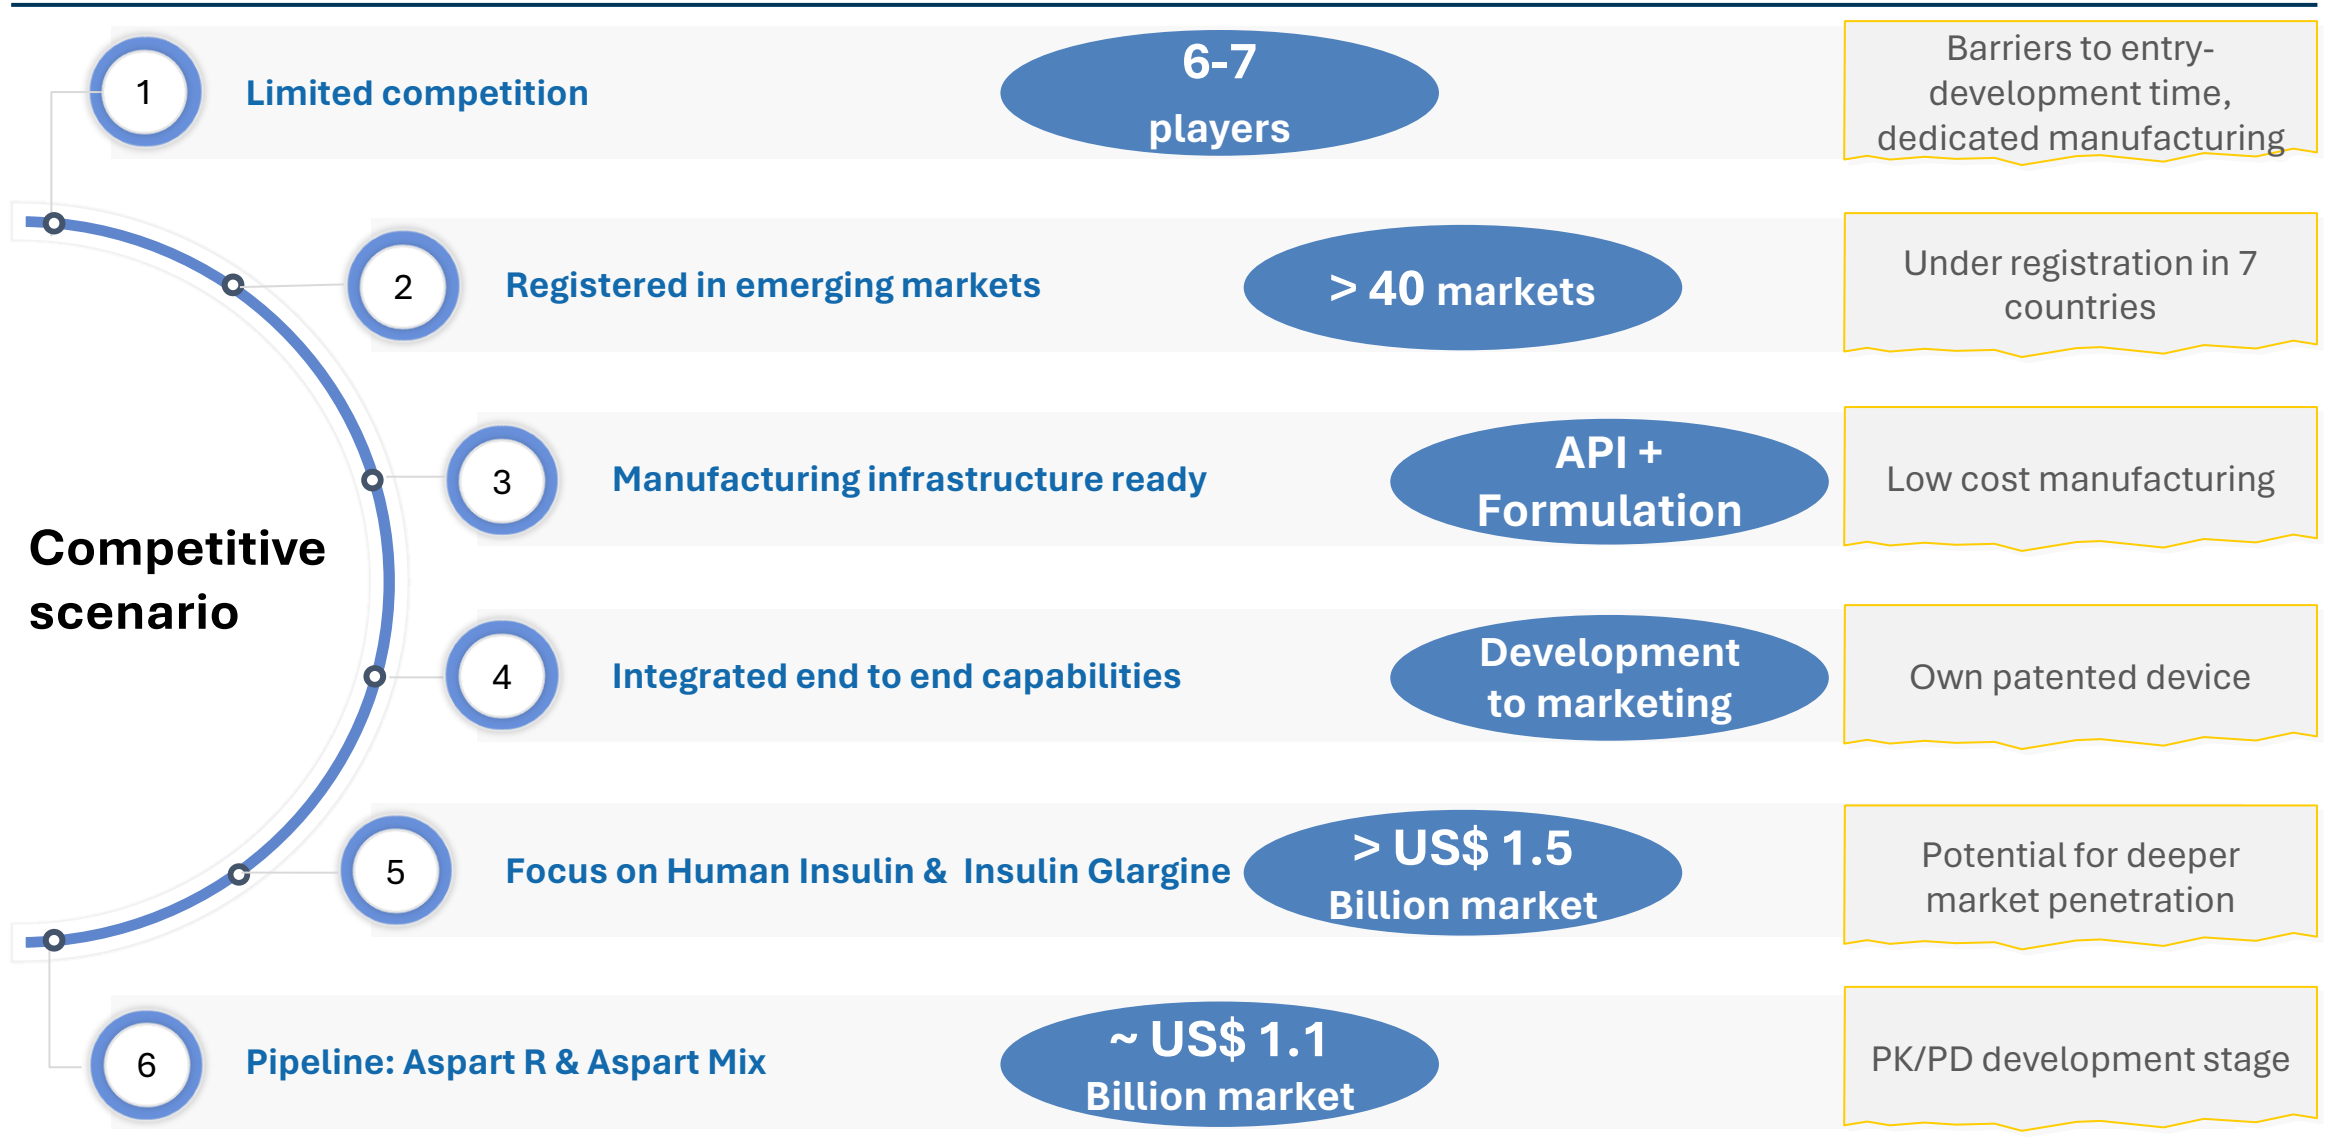 1
Limited competition
6-7
players
Barriers to entry-
development time,
dedicated manufacturing
2
Registered in emerging markets
> 40 markets
Under registration in 7
countries
3
Manufacturing infrastructure ready
API +
Formulation
Low cost manufacturing
Competitive
scenario
4
Integrated end to end capabilities
Development
to marketing
Own patented device
5
Focus on Human Insulin & Insulin Glargine
> US$ 1.5
Billion market
Potential for deeper
market penetration
6
Pipeline: Aspart R & Aspart Mix
~ US$ 1.1
Billion market
PK/PD development stage